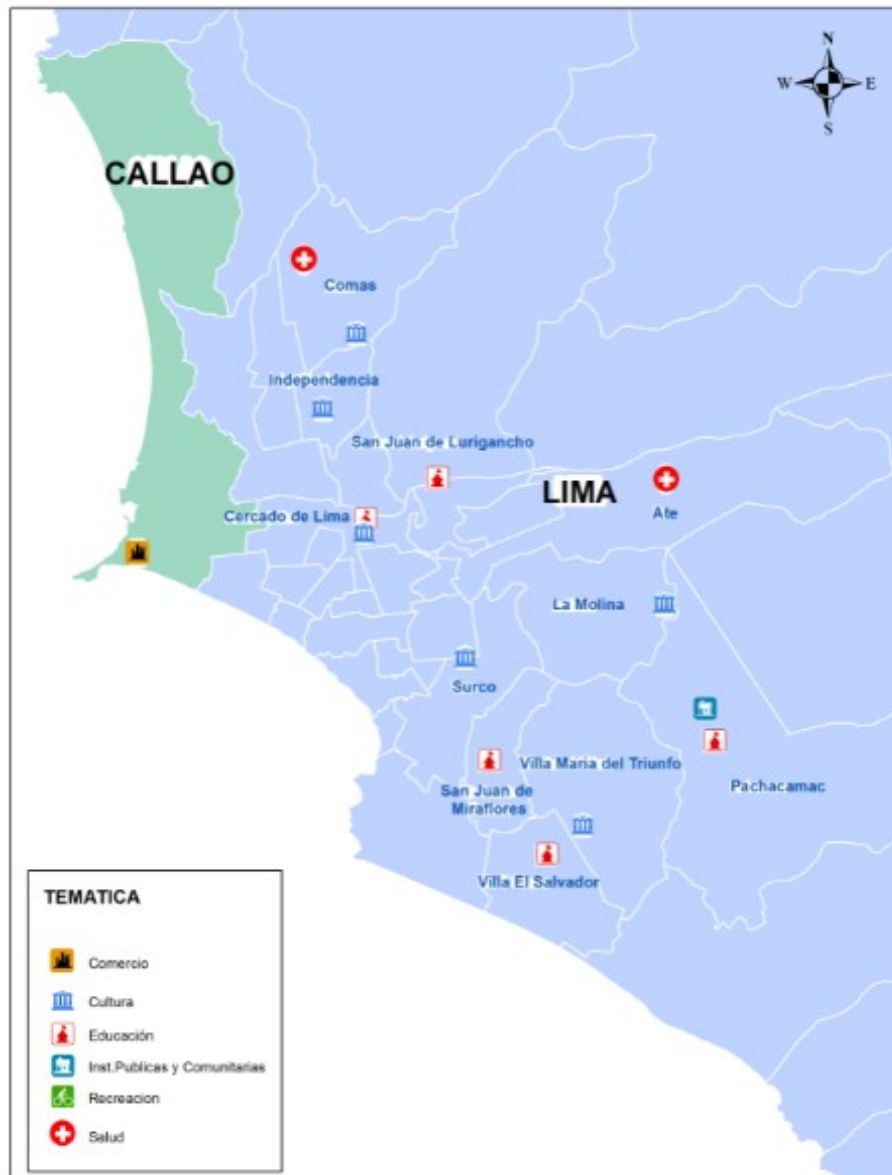 N
W E
S
CALLAO
Comas
Independencia
San Juan de Lurigancho
LIMA
Cercado de Lima
Ate
La Molina
Surco
Villa Maria del Triunfo
San Juan de
Miraflores
Pachacamac
Villa El Salvador
TEMATICA
Comercio
Cultura
Educación
Inst.Publicas y Comunitarias
Recreacion
Salud